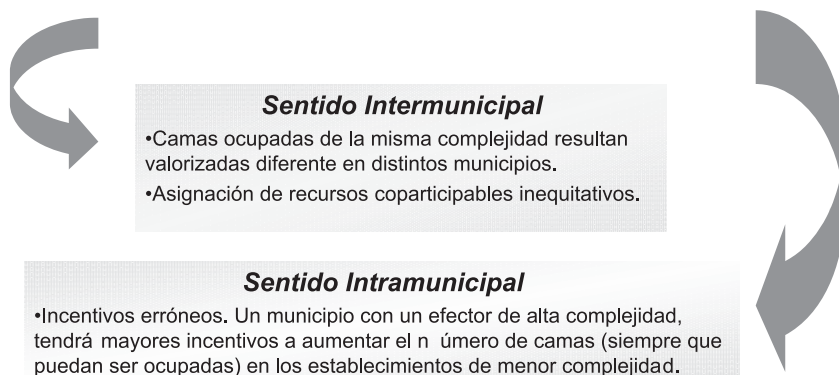 Sentido Intermunicipal
•Camas ocupadas de la misma complejidad resultan
valorizadas diferente en distintos municipios.
•Asignación de recursos coparticipables inequitativos.
Sentido Intramunicipal
•Incentivos erróneos. Un municipio con un efector de alta complejidad,
tendrá mayores incentivos a aumentar el n úmero de camas (siempre que
puedan ser ocupadas) en los establecimientos de menor complejidad.